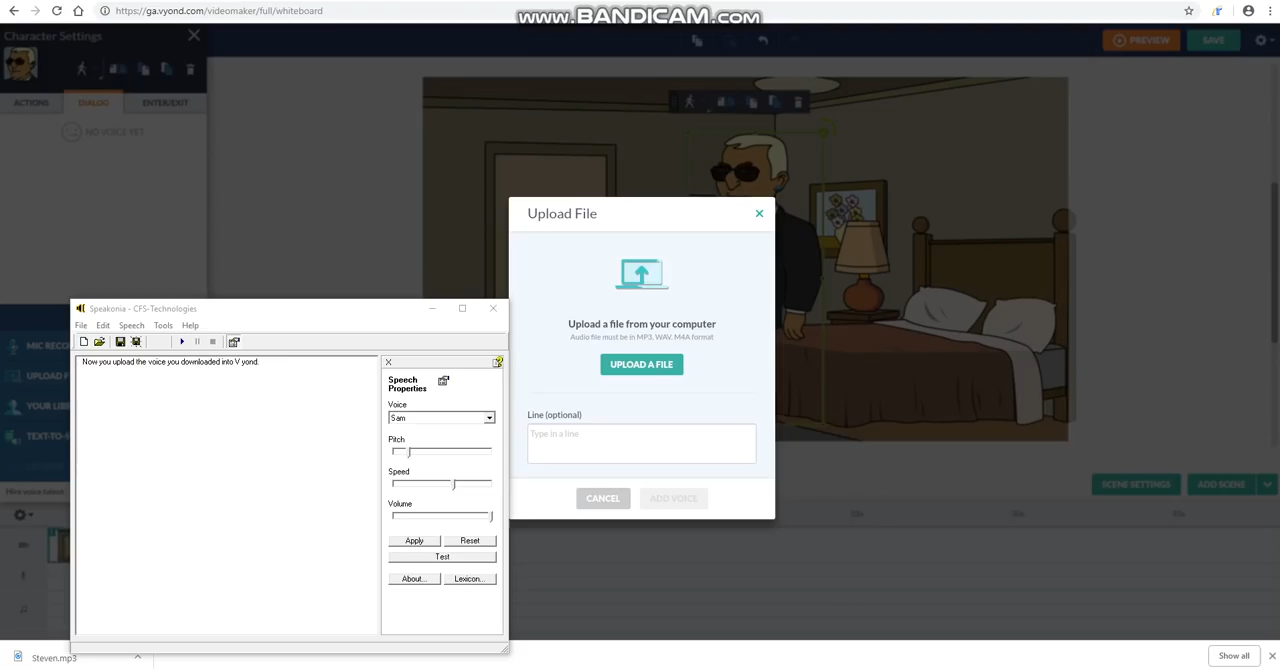 https://ga.vyond.com/videomaker/full/whiteboard
www.BANDICAM.com
Character Settings
PREVIEW
SAVE
ACTIONS
DIALOG
ENTER/EXIT
NO VOICE YET
Upload File
Upload a file from your computer
Audio file must be in MP3, WAV, M4A format
UPLOAD A FILE
Line (optional)
Type in a line
CANCEL
ADD VOICE
Speakonia - CFS-Technologies
File Edit Speech Tools Help
Now you upload the voice you downloaded into V yond.
Speech
Properties
Voice
Sam
Pitch
Speed
Volume
Apply
Reset
Test
About...
Lexicon...
MIC RECO
UPLOAD F
YOUR LIB
TEXT-TO-
Hire voice talent
SCENE SETTINGS
ADD SCENE
Steven.mp3
Show all